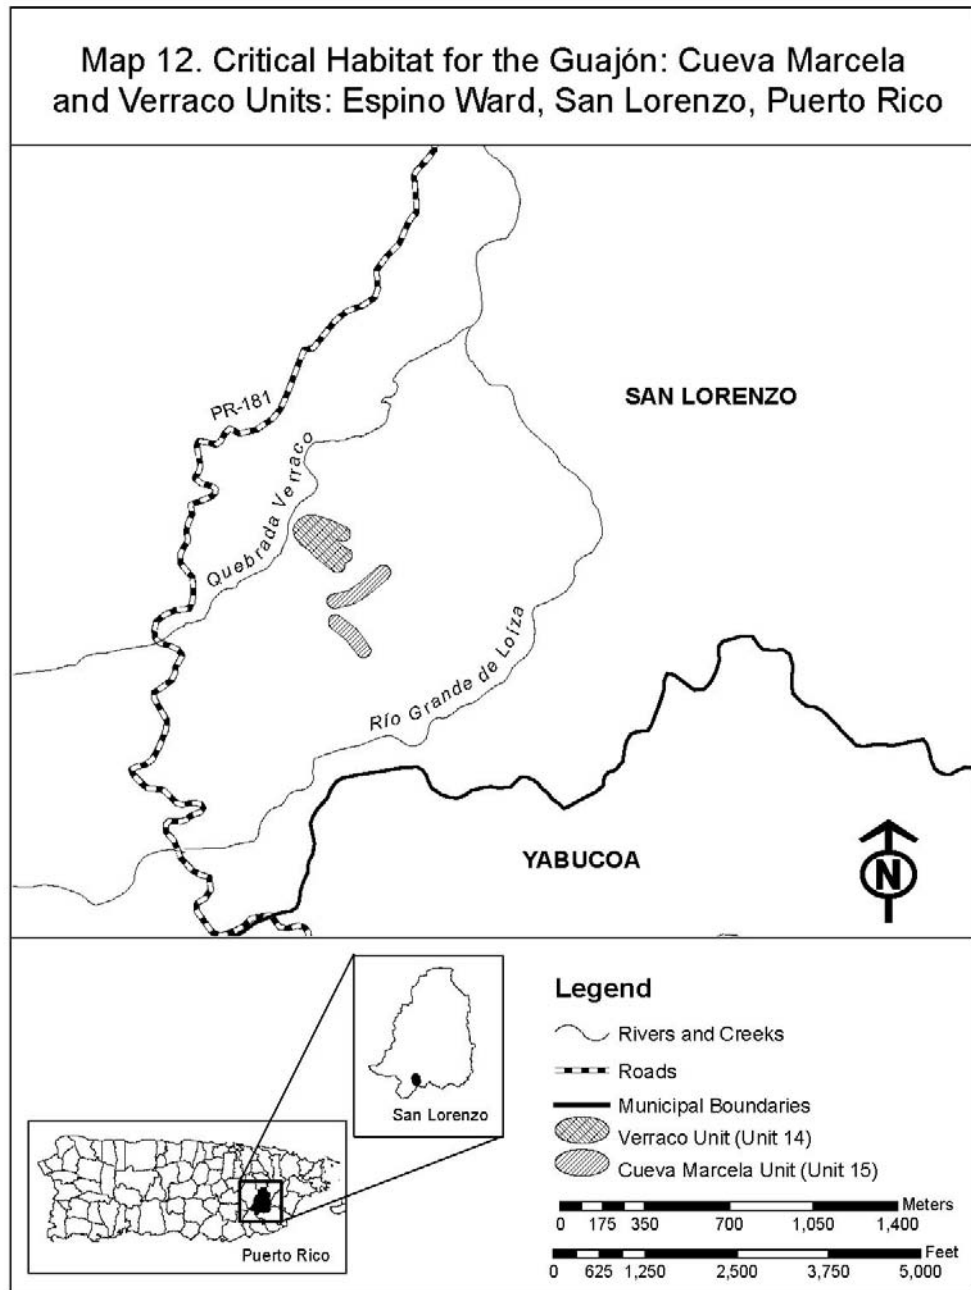 Map 12. Critical Habitat for the Guajón: Cueva Marcela
and Verraco Units: Espino Ward, San Lorenzo, Puerto Rico
PR-181
SAN LORENZO
Quebrada Verraco
Río Grande de Loíza
YABUCOA
N
San Lorenzo
Puerto Rico
Legend
Rivers and Creeks
Roads
Municipal Boundaries
Verraco Unit (Unit 14)
Cueva Marcela Unit (Unit 15)
Meters
0 175 350 700 1,050 1,400
Feet
0 625 1,250 2,500 3,750 5,000